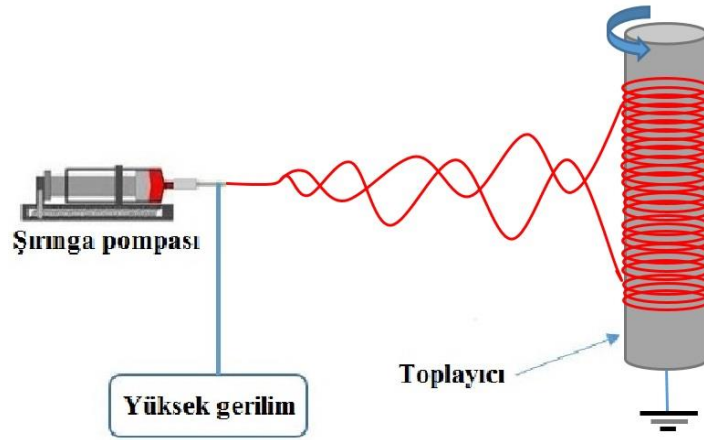 Şırınga pompası
Toplayıcı
Yüksek gerilim